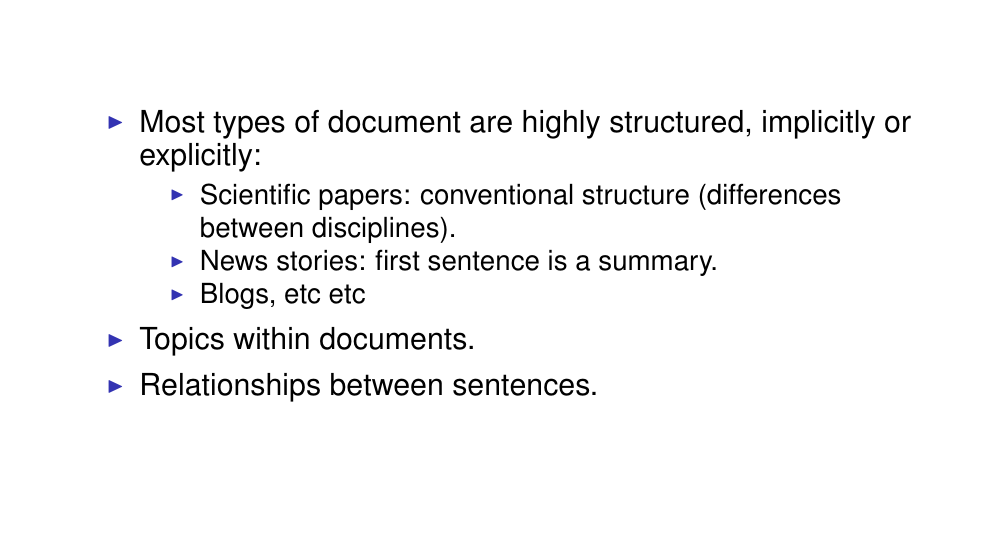 ► Most types of document are highly structured, implicitly or
explicitly:
► Scientific papers: conventional structure (differences
between disciplines).
► News stories: first sentence is a summary.
► Blogs, etc etc
► Topics within documents.
► Relationships between sentences.